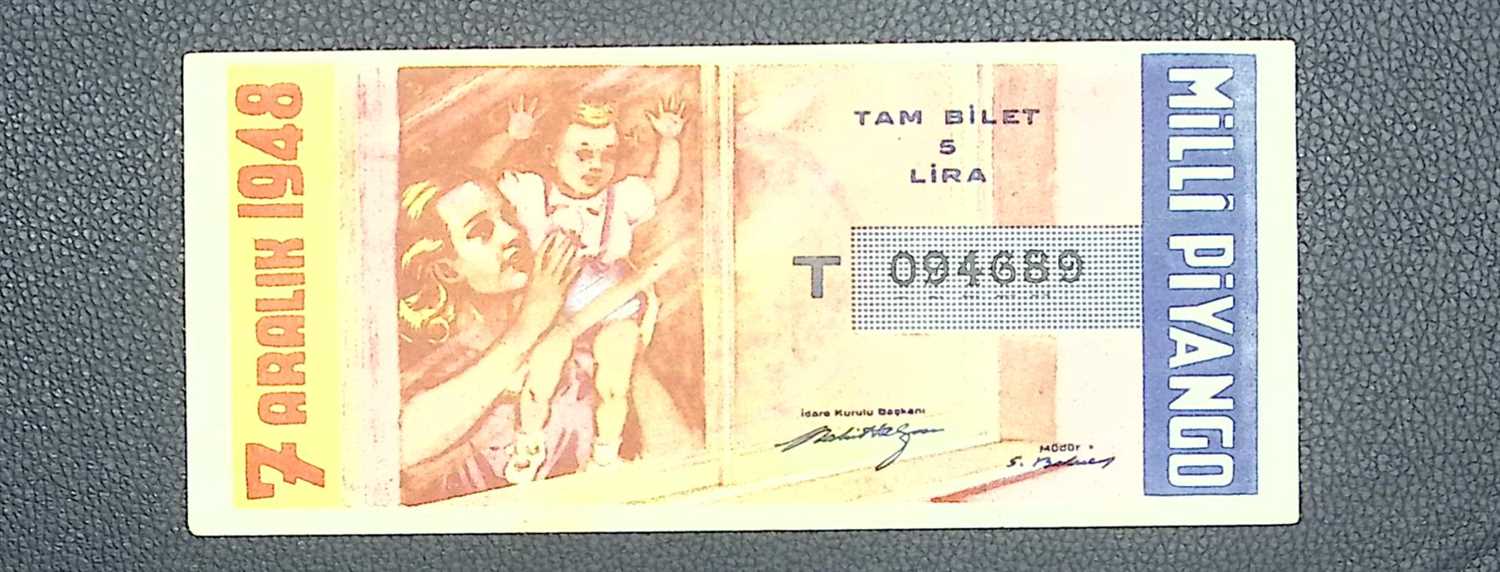 7 ARALIK 1948
TAM BİLET
5
LİRA
T 094689
İdare Kurulu Başkanı
Müdür
MİLLİ PİYANGO